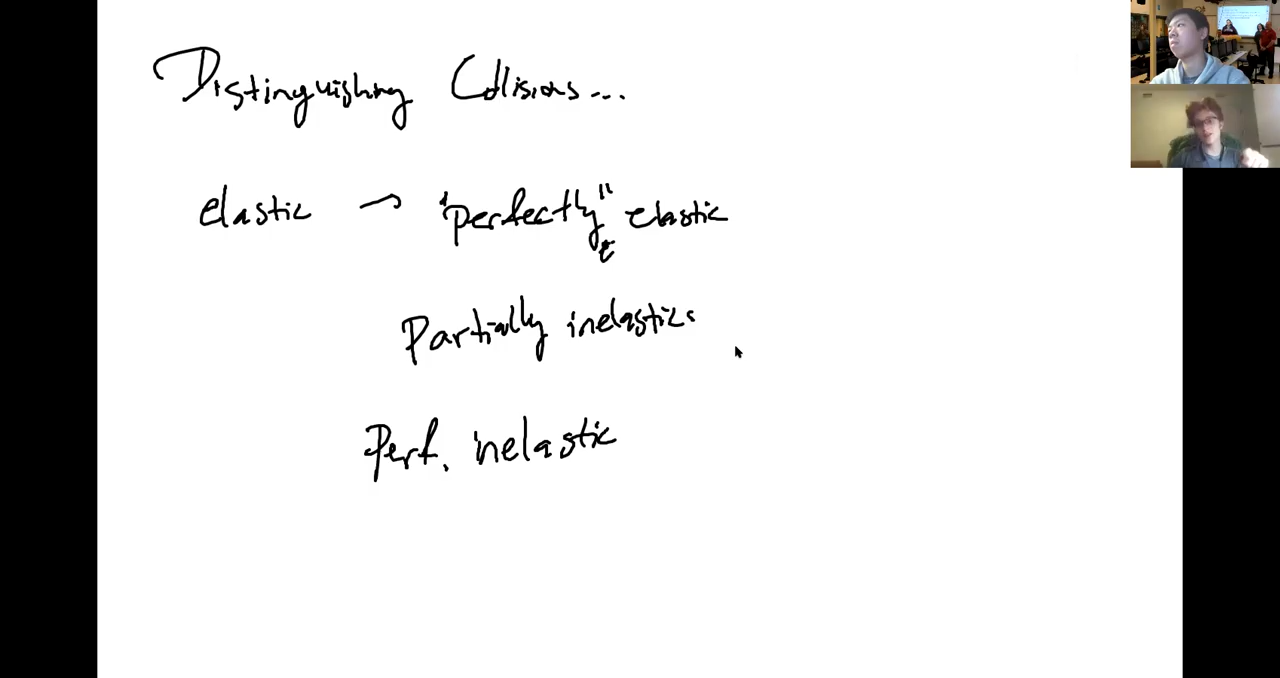 Distinguishing Collisions...
elastic → "perfectly" elastic
Partially inelastic
Perf. inelastic